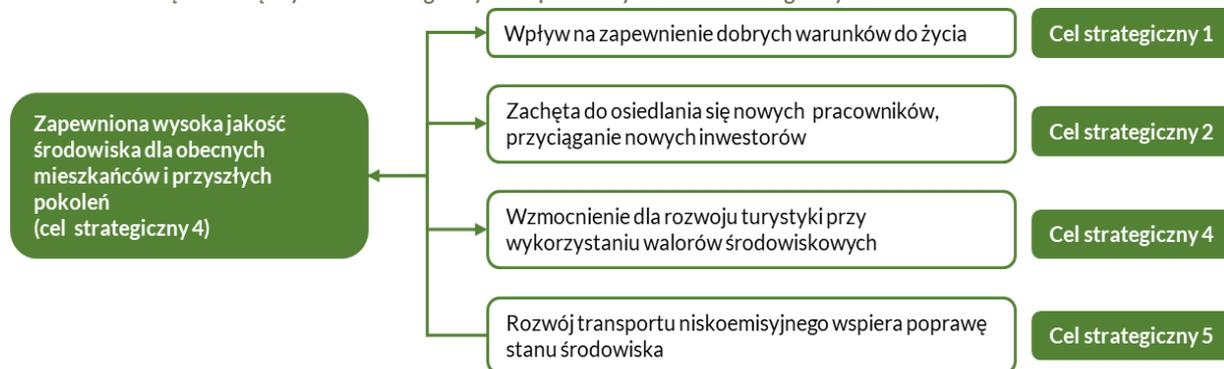 Zapewniona wysoka jakość
środowiska dla obecnych
mieszkańców i przyszłych
pokoleń
(cel strategiczny 4)
Wpływ na zapewnienie dobrych warunków do życia
Cel strategiczny 1
Zachęta do osiedlania się nowych pracowników,
przyciąganie nowych inwestorów
Cel strategiczny 2
Wzmocnienie dla rozwoju turystyki przy
wykorzystaniu walorów środowiskowych
Cel strategiczny 4
Rozwój transportu niskoemisyjnego wspiera poprawę
stanu środowiska
Cel strategiczny 5